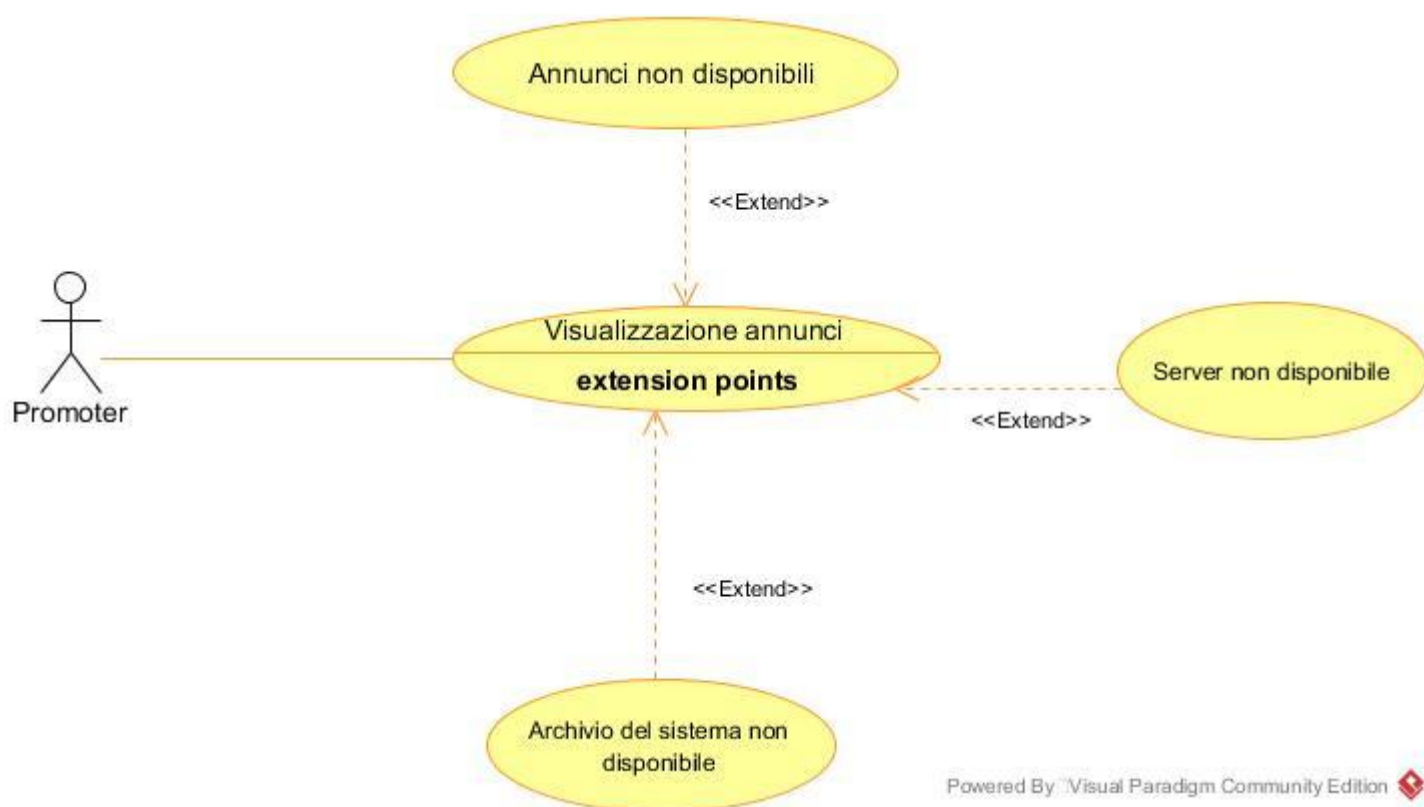 Annunci non disponibili
<<Extend>>
Visualizzazione annunci
extension points
Server non disponibile
<<Extend>>
Promoter
<<Extend>>
Archivio del sistema non
disponibile
Powered By Visual Paradigm Community Edition